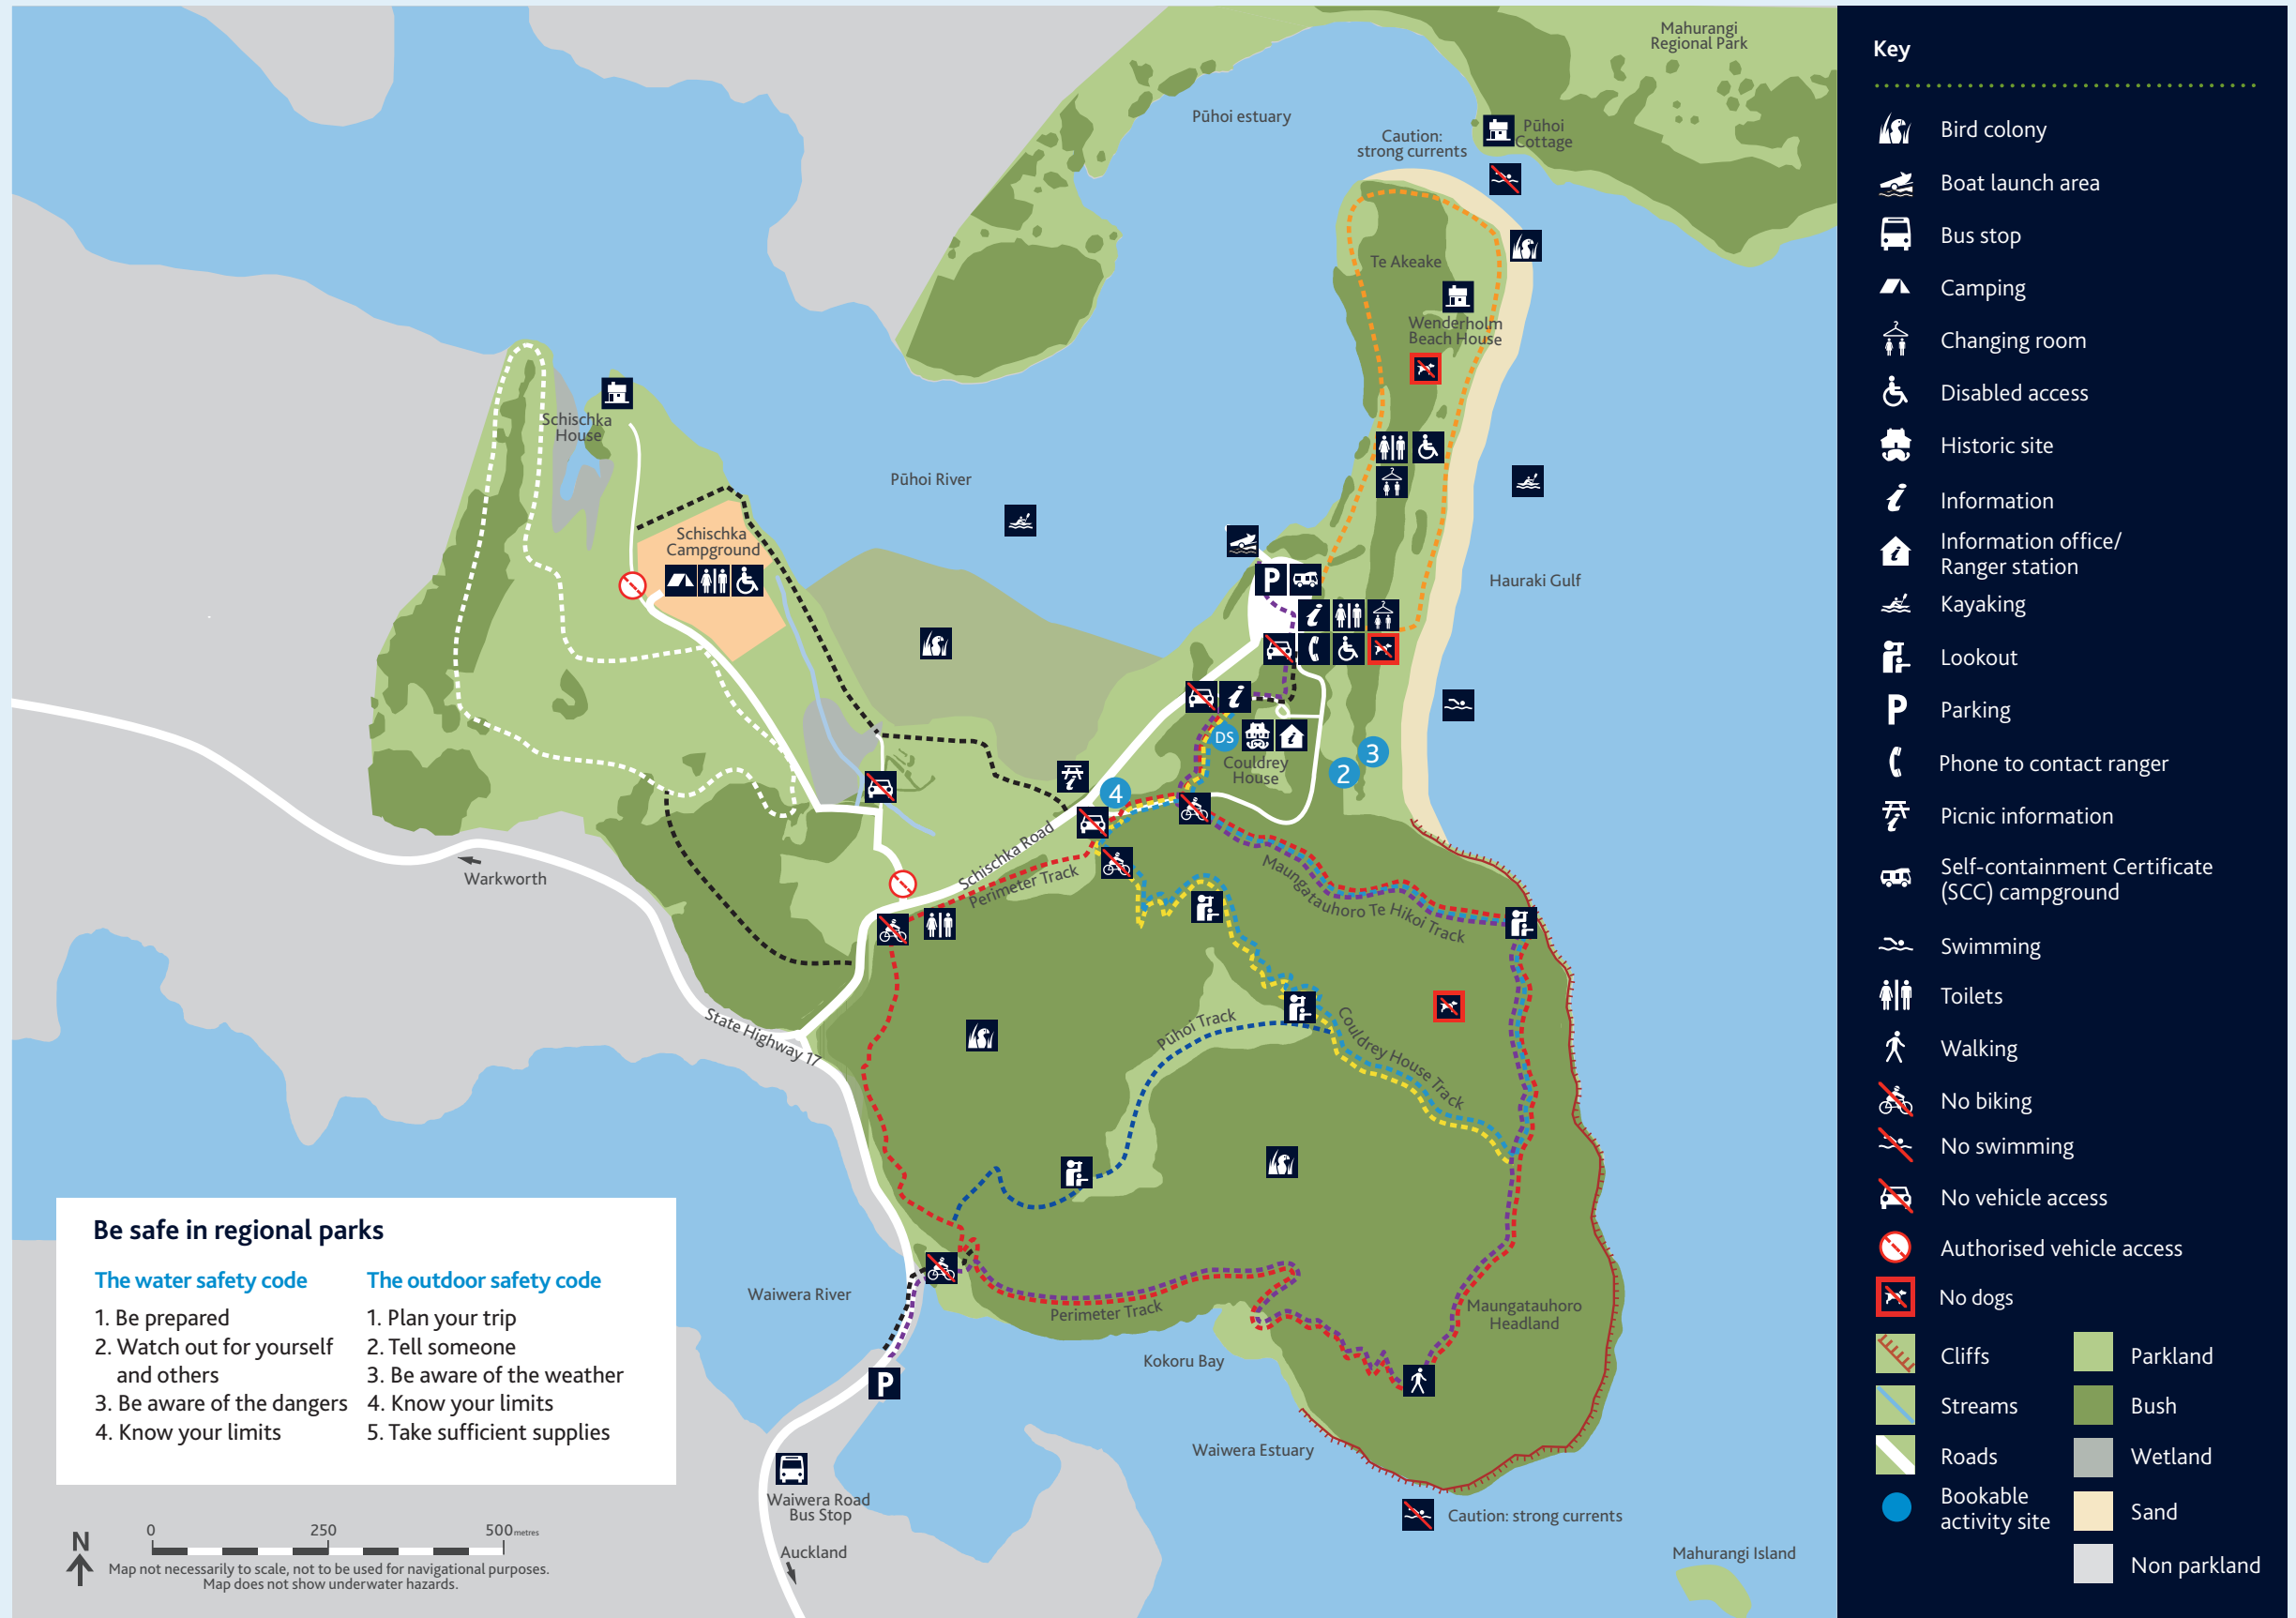 Mahurangi
Regional Park
Pūhoi estuary
Caution:
strong currents
Pūhoi
Cottage
Te Akeake
Wenderholm
Beach House
Schischka
House
Pūhoi River
Schischka
Campground
Hauraki Gulf
P
DS
Couldrey
House
3
2
4
Schischka Road
Perimeter Track
Warkworth
Maungatauhoro Te Hikoi Track
State Highway 17
Pūhoi Track
Couldrey House Track
Waiwera River
Perimeter Track
Maungatauhoro
Headland
Kokoru Bay
P
Waiwera Estuary
Waiwera Road
Bus Stop
Caution: strong currents
Auckland
Mahurangi Island
Be safe in regional parks
The water safety code
1. Be prepared
2. Watch out for yourself
and others
3. Be aware of the dangers
4. Know your limits
The outdoor safety code
1. Plan your trip
2. Tell someone
3. Be aware of the weather
4. Know your limits
5. Take sufficient supplies
N
0 250 500 metres
Map not necessarily to scale, not to be used for navigational purposes.
Map does not show underwater hazards.
Key
Bird colony
Boat launch area
Bus stop
Camping
Changing room
Disabled access
Historic site
Information
Information office/
Ranger station
Kayaking
Lookout
P Parking
Phone to contact ranger
Picnic information
Self-containment Certificate
(SCC) campground
Swimming
Toilets
Walking
No biking
No swimming
No vehicle access
Authorised vehicle access
No dogs
Cliffs
Streams
Roads
Bookable
activity site
Parkland
Bush
Wetland
Sand
Non parkland